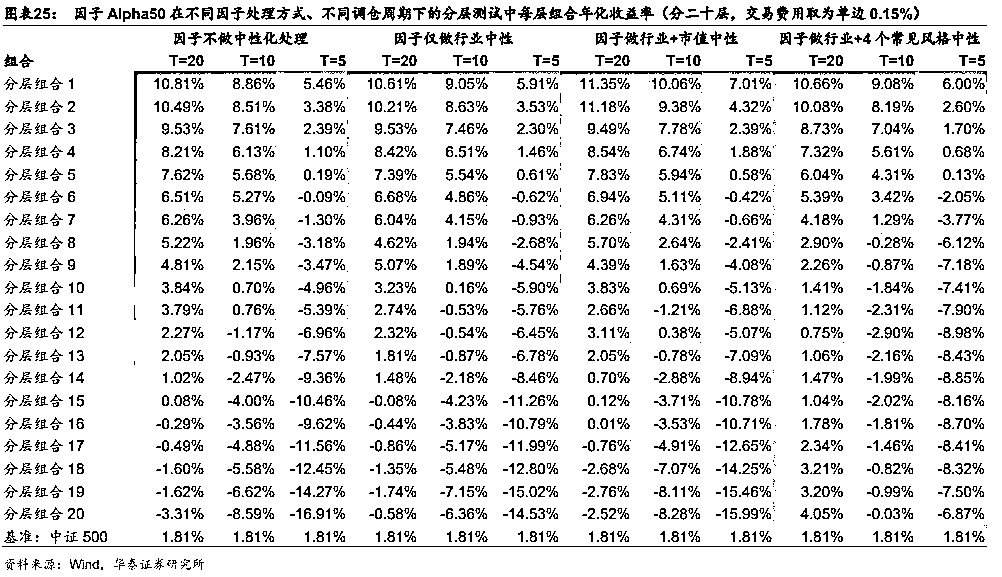 图表25： 因子 Alpha50 在不同因子处理方式、不同调仓周期下的分层测试中每层组合年化收益率（分二十层，交易费用取为单边 0.15%）
因子不做中性化处理 因子仅做行业中性 因子做行业+市值中性 因子做行业+4 个常见风格中性
组合 T=20 T=10 T=5 T=20 T=10 T=5 T=20 T=10 T=5 T=20 T=10 T=5
分层组合 1 10.81% 8.86% 5.46% 10.61% 9.05% 5.91% 11.35% 10.06% 7.01% 10.66% 9.08% 6.00%
分层组合 2 10.49% 8.51% 3.38% 10.21% 8.63% 3.53% 11.18% 9.38% 4.32% 10.08% 8.19% 2.60%
分层组合 3 9.53% 7.61% 2.39% 9.53% 7.46% 2.30% 9.49% 7.78% 2.39% 8.73% 7.04% 1.70%
分层组合 4 8.21% 6.13% 1.10% 8.42% 6.51% 1.46% 8.54% 6.74% 1.88% 7.32% 5.61% 0.68%
分层组合 5 7.62% 5.68% 0.19% 7.39% 5.54% 0.61% 7.83% 5.94% 0.58% 6.04% 4.31% 0.13%
分层组合 6 6.51% 5.27% -0.09% 6.68% 4.86% -0.62% 6.94% 5.11% -0.42% 5.39% 3.42% -2.05%
分层组合 7 6.26% 3.96% -1.30% 6.04% 4.15% -0.93% 6.26% 4.31% -0.66% 4.18% 1.29% -3.77%
分层组合 8 5.22% 1.96% -3.18% 4.62% 1.94% -2.68% 5.70% 2.64% -2.41% 2.90% -0.28% -6.12%
分层组合 9 4.81% 2.15% -3.47% 5.07% 1.89% -4.54% 4.39% 1.63% -4.08% 2.26% -0.87% -7.18%
分层组合 10 3.84% 0.70% -4.96% 3.23% 0.16% -5.90% 3.83% 0.69% -5.13% 1.41% -1.84% -7.41%
分层组合 11 3.79% 0.76% -5.39% 2.74% -0.53% -5.76% 2.66% -1.21% -6.88% 1.12% -2.31% -7.90%
分层组合 12 2.27% -1.17% -6.96% 2.32% -0.54% -6.45% 3.11% 0.38% -5.07% 0.75% -2.90% -8.98%
分层组合 13 2.05% -0.93% -7.57% 1.81% -0.87% -6.78% 2.05% -0.78% -7.09% 1.06% -2.16% -8.43%
分层组合 14 1.02% -2.47% -9.36% 1.48% -2.18% -8.46% 0.70% -2.88% -8.94% 1.47% -1.99% -8.85%
分层组合 15 0.08% -4.00% -10.46% -0.08% -4.23% -11.26% 0.12% -3.71% -10.78% 1.04% -2.02% -8.16%
分层组合 16 -0.29% -3.56% -9.62% -0.44% -3.83% -10.79% 0.01% -3.53% -10.71% 1.78% -1.81% -8.70%
分层组合 17 -0.49% -4.88% -11.56% -0.86% -5.17% -11.99% -0.76% -4.91% -12.65% 2.34% -1.46% -8.41%
分层组合 18 -1.60% -5.58% -12.45% -1.35% -5.48% -12.80% -2.68% -7.07% -14.25% 3.21% -0.82% -8.32%
分层组合 19 -1.62% -6.62% -14.27% -1.74% -7.15% -15.02% -2.76% -8.11% -15.46% 3.20% -0.99% -7.50%
分层组合 20 -3.31% -8.59% -16.91% -0.58% -6.36% -14.53% -2.52% -8.28% -15.99% 4.05% -0.03% -6.87%
基准：中证 500 1.81% 1.81% 1.81% 1.81% 1.81% 1.81% 1.81% 1.81% 1.81% 1.81% 1.81% 1.81%
资料来源：Wind，华泰证券研究所